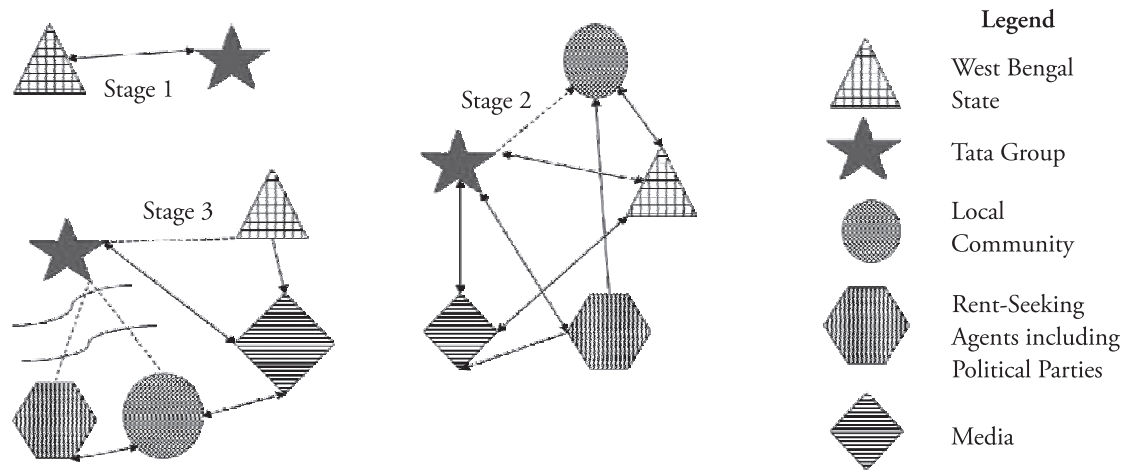 Stage 1
Stage 2
Stage 3
Legend
West Bengal
State
Tata Group
Local
Community
Rent-Seeking
Agents including
Political Parties
Media